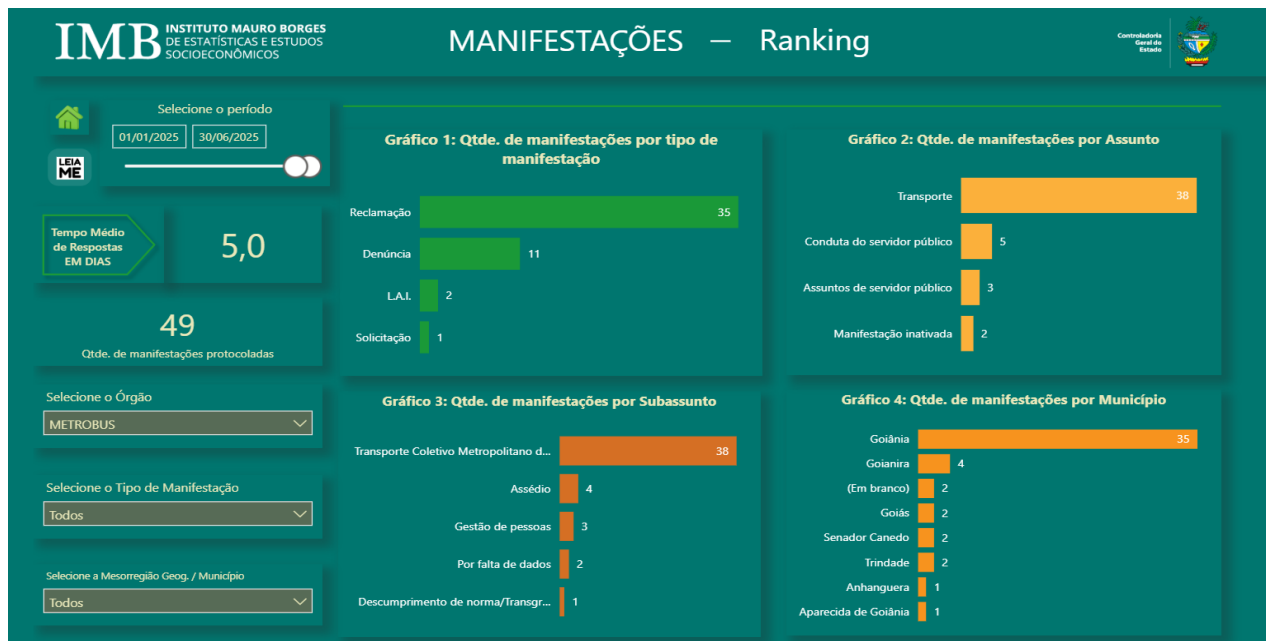 IMB
INSTITUTO MAURO BORGES
DE ESTATÍSTICAS E ESTUDOS
SOCIOECONÔMICOS
MANIFESTAÇÕES — Ranking
Controladoria
Geral do
Estado
Selecione o período
01/01/2025 30/06/2025
LEIA
ME
Tempo Médio
de Respostas
EM DIAS
5,0
49
Qtde. de manifestações protocoladas
Selecione o Órgão
METROBUS
Selecione o Tipo de Manifestação
Todos
Selecione a Mesorregião Geog. / Município
Todos
Gráfico 1: Qtde. de manifestações por tipo de
manifestação
Reclamação 35
Denúncia 11
L.A.I. 2
Solicitação 1
Gráfico 2: Qtde. de manifestações por Assunto
Transporte 38
Conduta do servidor público 5
Assuntos de servidor público 3
Manifestação inativada 2
Gráfico 3: Qtde. de manifestações por Subassunto
Transporte Coletivo Metropolitano d... 38
Assédio 4
Gestão de pessoas 3
Por falta de dados 2
Descumprimento de norma/Transgr... 1
Gráfico 4: Qtde. de manifestações por Município
Goiânia 35
Goianira 4
(Em branco) 2
Goiás 2
Senador Canedo 2
Trindade 2
Anhanguera 1
Aparecida de Goiânia 1